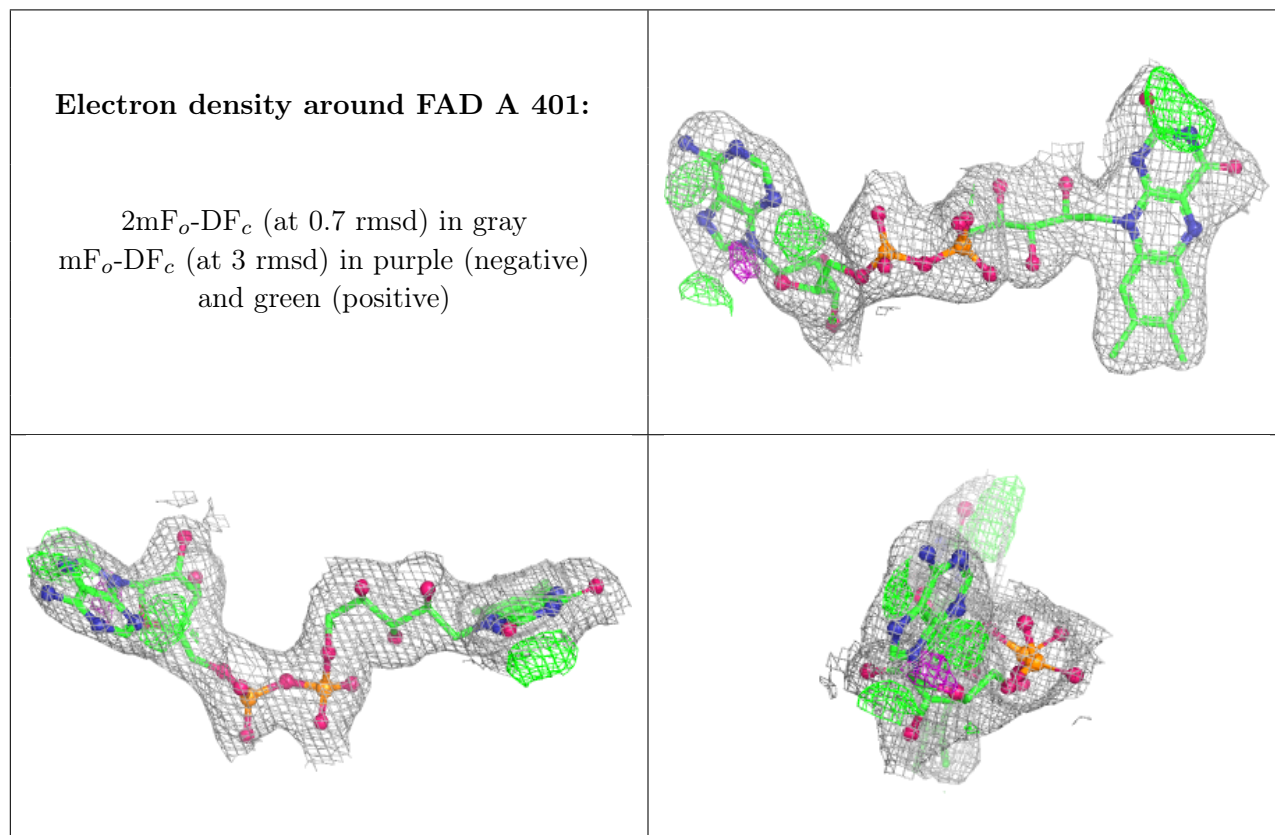 Electron density around FAD A 401:
2mFo-DFc (at 0.7 rmsd) in gray
mFo-DFc (at 3 rmsd) in purple (negative)
and green (positive)